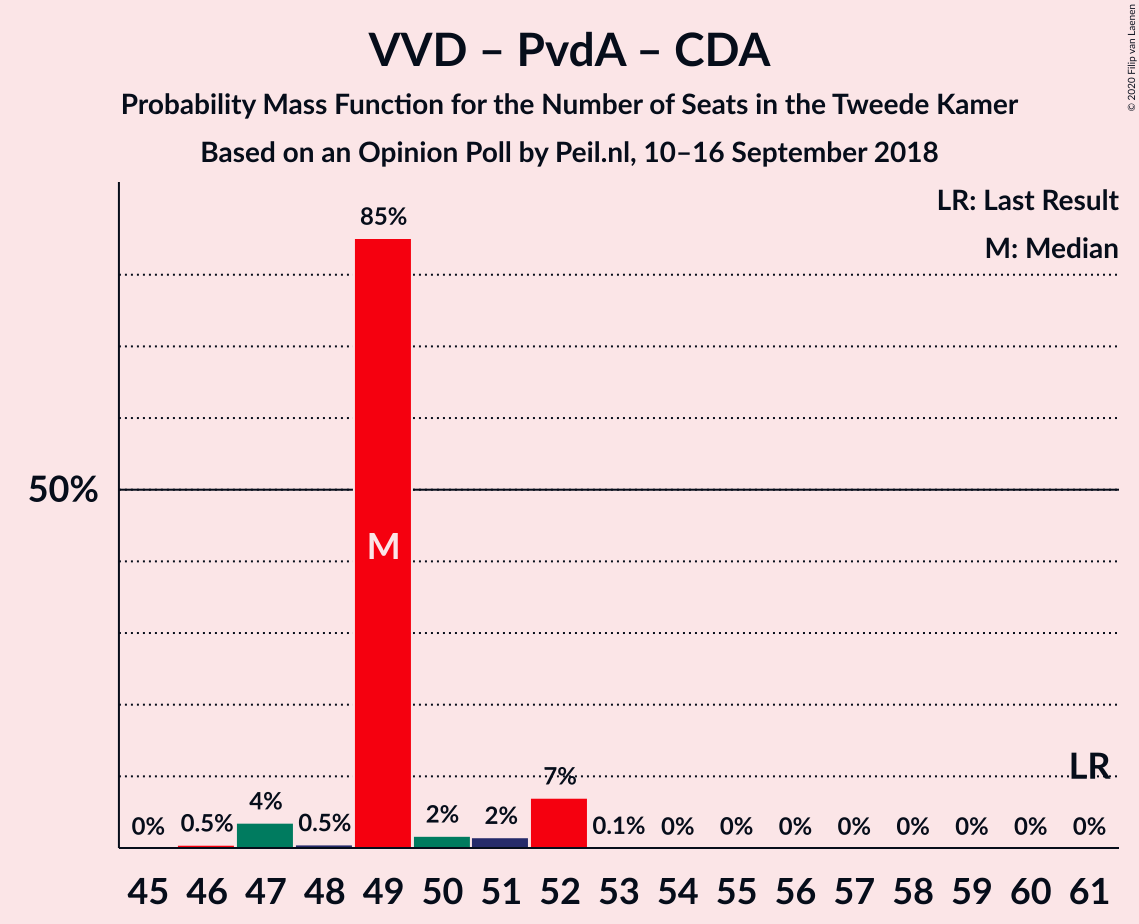 VVD – PvdA – CDA
Probability Mass Function for the Number of Seats in the Tweede Kamer
Based on an Opinion Poll by Peil.nl, 10–16 September 2018
© 2020 Filip van Laenen
LR: Last Result
M: Median
85%
50%
M
LR
0% 0.5% 4% 0.5% 2% 2% 7% 0.1% 0% 0% 0% 0% 0% 0% 0% 0%
45 46 47 48 49 50 51 52 53 54 55 56 57 58 59 60 61